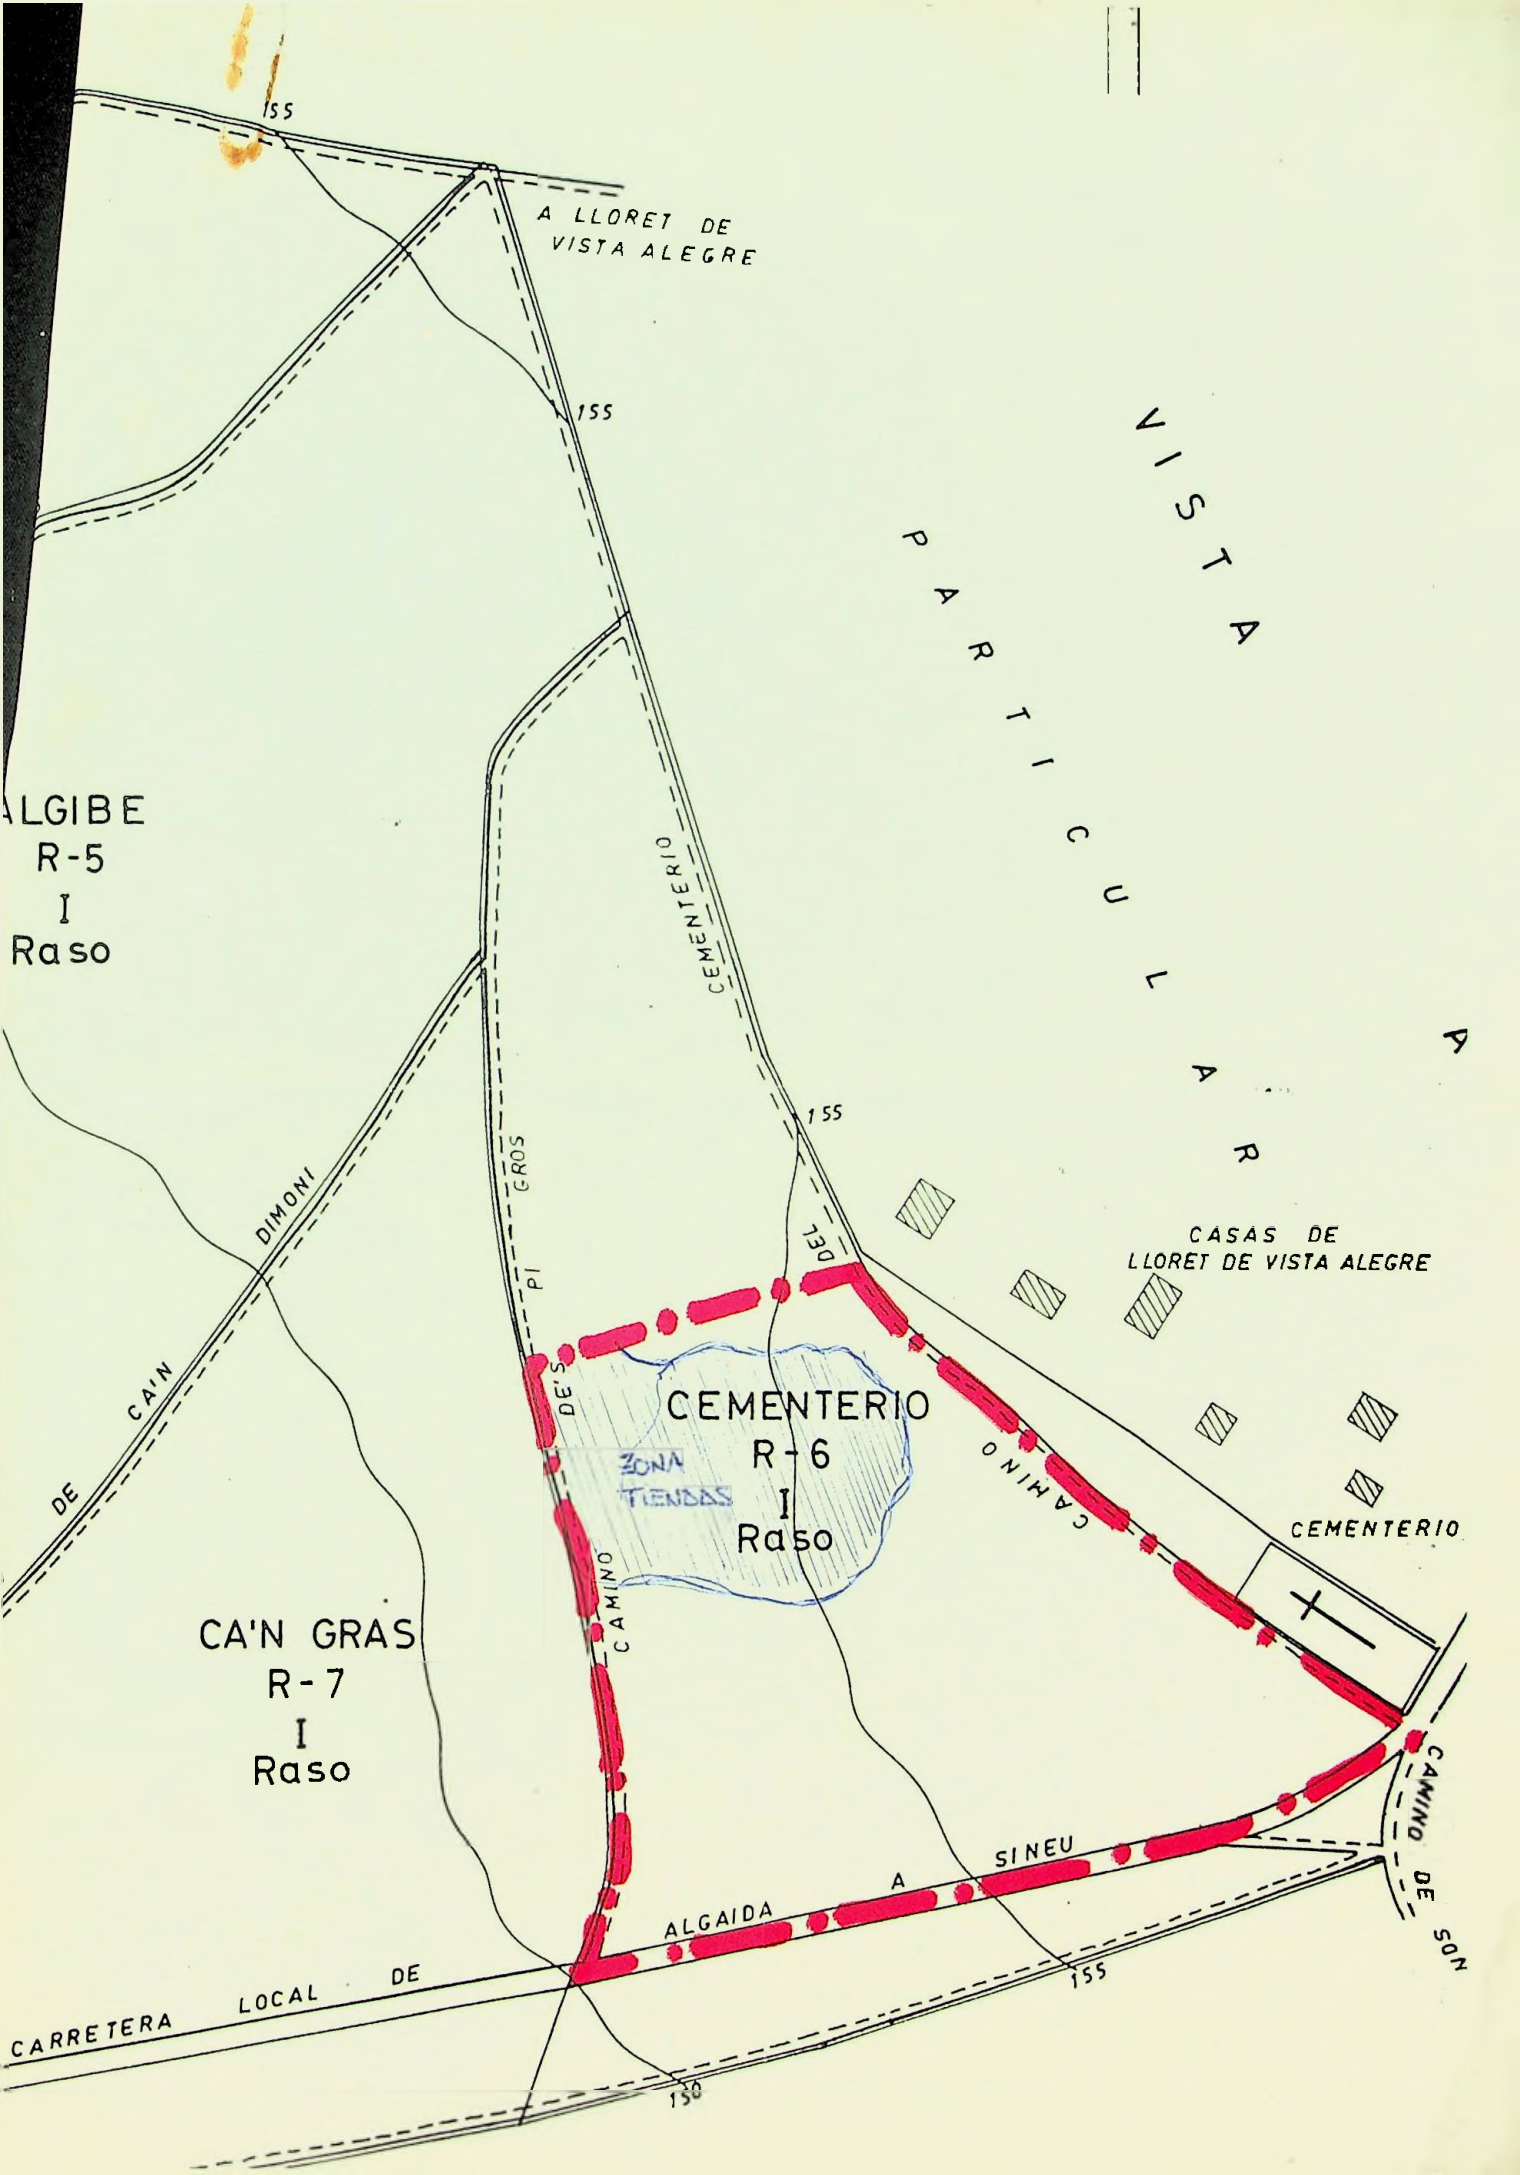 155
A LLORET DE
VISTA ALEGRE
155
VISTA
PARTICULAR
A
ALGIBE
R-5
I
Raso
CEMENTERIO
155
DEL
CAMINO
GROS
PI
DE'S
CAMINO
DIMONI
CA'N
DE
CASAS DE
LLORET DE VISTA ALEGRE
CEMENTERIO
R-6
I
Raso
ZONA
TIENDAS
CEMENTERIO
CA'N GRAS
R-7
I
Raso
CAMINO DE SON
CARRETERA LOCAL DE ALGAIDA A SINEU
155
150